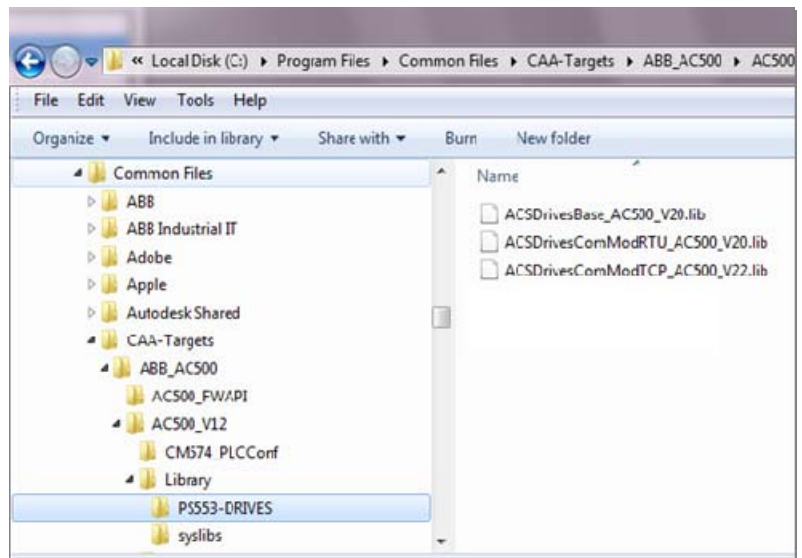 « Local Disk (C:) ▸ Program Files ▸ Common Files ▸ CAA-Targets ▸ ABB_AC500 ▸ AC500
File Edit View Tools Help
Organize ▾ Include in library ▾ Share with ▾ Burn New folder
Common Files
ABB
ABB Industrial IT
Adobe
Apple
Autodesk Shared
CAA-Targets
ABB_AC500
AC500_FWAPI
AC500_V12
CM574_PLCConf
Library
PS553-DRIVES
syslibs
Name
ACSDrivesBase_AC500_V20.lib
ACSDrivesComModRTU_AC500_V20.lib
ACSDrivesComModTCP_AC500_V22.lib